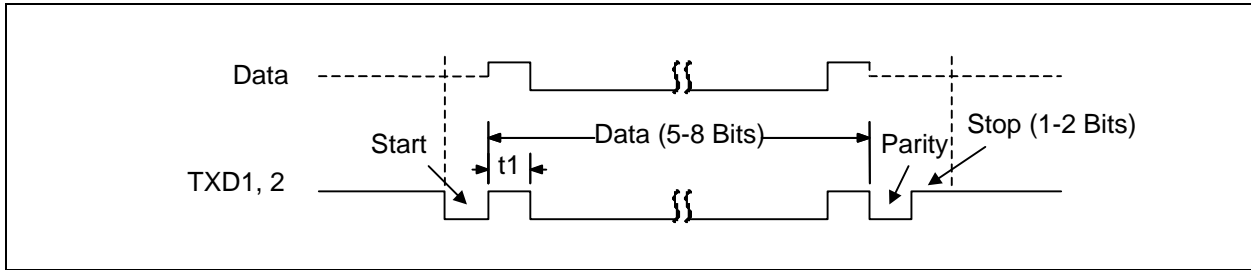 Data
Data (5-8 Bits)
Stop (1-2 Bits)
Start
Parity
t1
TXD1, 2